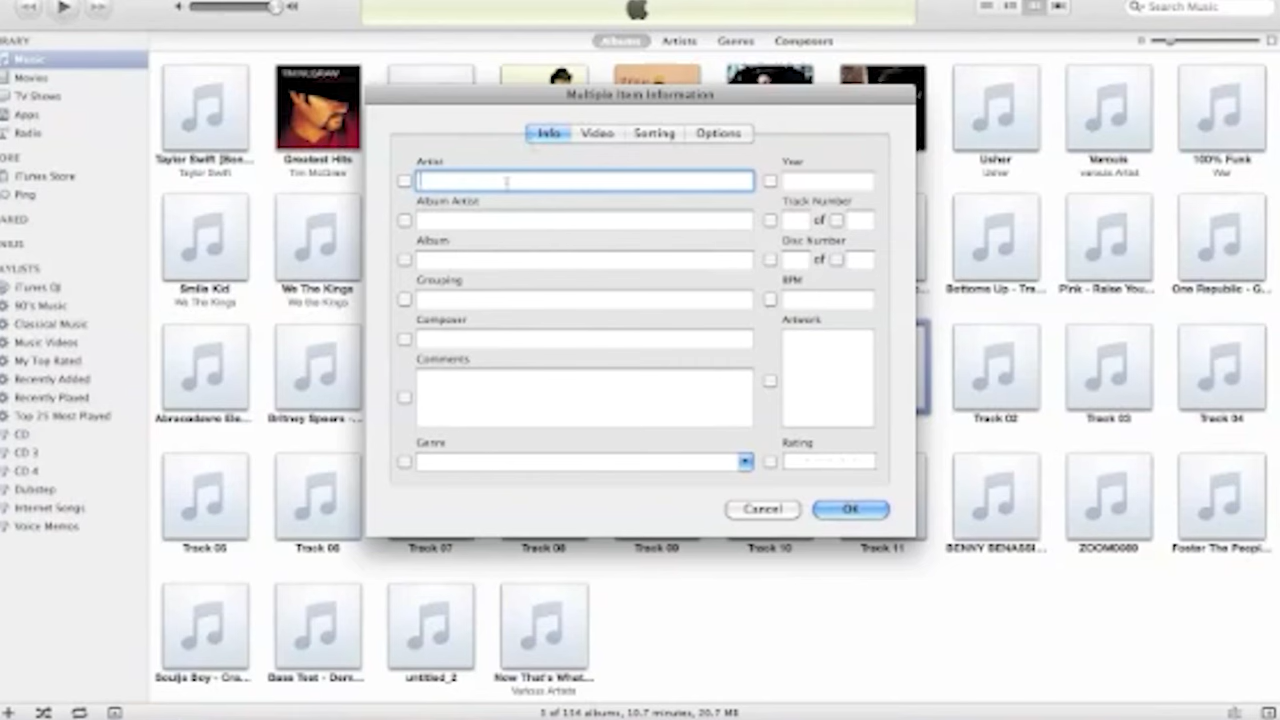 Search Music
Albums Artists Genres Composers
Music
Movies
TV Shows
Apps
Radio
iTunes Store
Ping
iTunes DJ
90's Music
Classical Music
Music Videos
My Top Rated
Recently Added
Recently Played
Top 25 Most Played
CD
CD 3
CD 4
Dubstep
Internet Songs
Voice Memos
Taylor Swift
Greatest Hits
Tim McGraw
Usher
Usher
100% Funk
War
Smile Kid
We The Kings
We The Kings
We the Kings
Bottoms Up - Tra...
Pink - Raise You...
One Republic - G...
Britney Spears -...
Track 02
Track 03
Track 04
Track 05
Track 06
Track 07
Track 08
Track 09
Track 10
Track 11
BENNY BENASSI...
Foster The Peopl...
Soulja Boy - Cra...
Bass Test - Dem...
untitled_2
Now That's What...
Various Artists
Multiple Item Information
Info Video Sorting Options
Artist
Year
Album Artist
Track Number
of
Album
Disc Number
of
Grouping
BPM
Composer
Artwork
Comments
Genre
Rating
Cancel OK